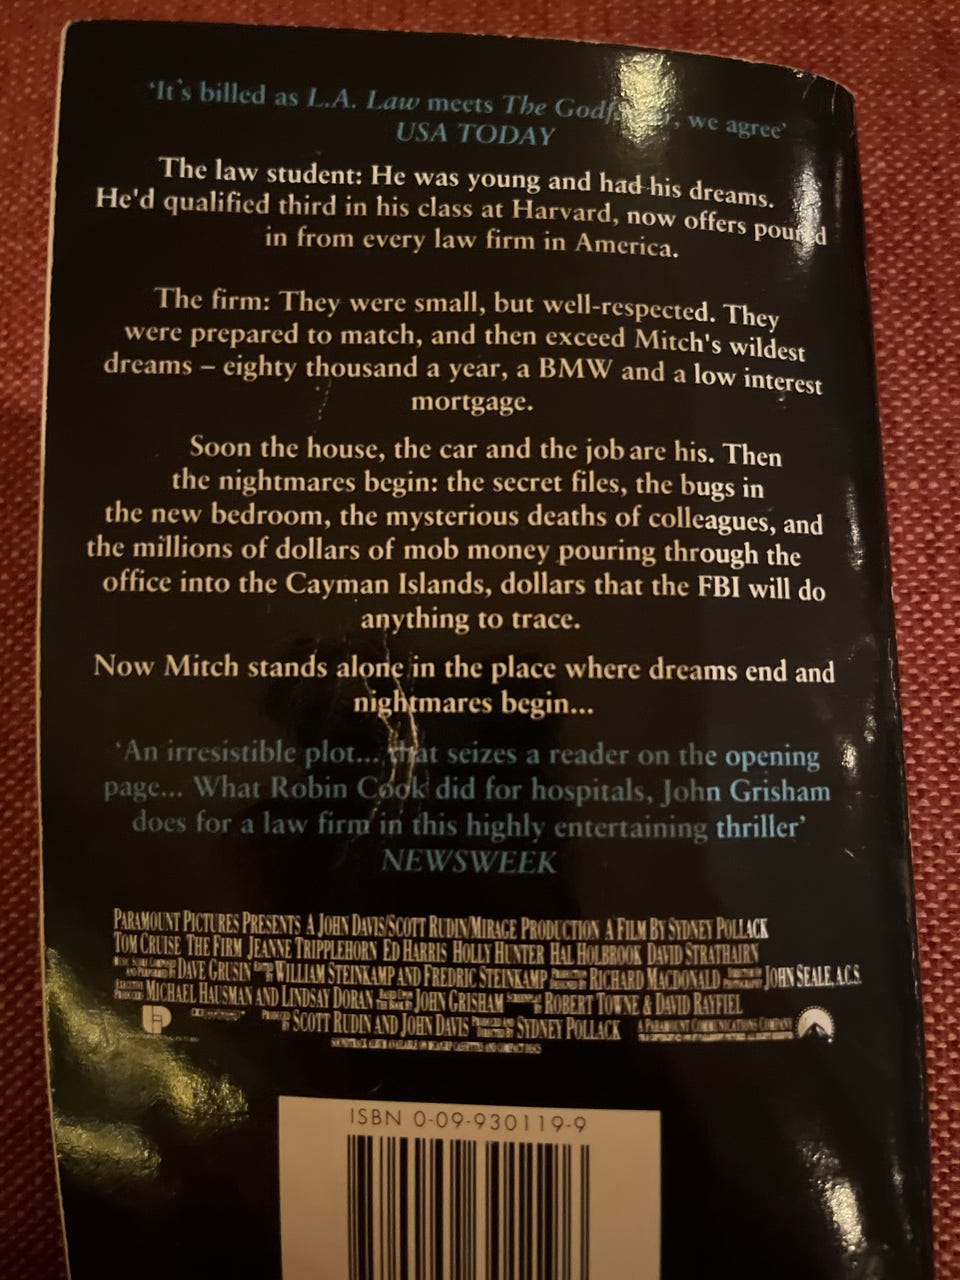 'It's billed as L.A. Law meets The Godfather, we agree'
USA TODAY
The law student: He was young and had his dreams.
He'd qualified third in his class at Harvard, now offers poured
in from every law firm in America.
The firm: They were small, but well-respected. They
were prepared to match, and then exceed Mitch's wildest
dreams – eighty thousand a year, a BMW and a low interest
mortgage.
Soon the house, the car and the job are his. Then
the nightmares begin: the secret files, the bugs in
the new bedroom, the mysterious deaths of colleagues, and
the millions of dollars of mob money pouring through the
office into the Cayman Islands, dollars that the FBI will do
anything to trace.
Now Mitch stands alone in the place where dreams end and
nightmares begin...
'An irresistible plot... that seizes a reader on the opening
page... What Robin Cook did for hospitals, John Grisham
does for a law firm in this highly entertaining thriller'
NEWSWEEK
PARAMOUNT PICTURES PRESENTS A JOHN DAVIS/SCOTT RUDIN/MIRAGE PRODUCTION A FILM BY SYDNEY POLLACK
TOM CRUISE THE FIRM JEANNE TRIPPLEHORN ED HARRIS HOLLY HUNTER HAL HOLBROOK DAVID STRATHAIRN
DAVE GRUSIN WILLIAM STEINKAMP AND FREDRIC STEINKAMP RICHARD MACDONALD JOHN SEALE, A.C.S.
MICHAEL HAUSMAN AND LINDSAY DORAN JOHN GRISHAM ROBERT TOWNE & DAVID RAYFIEL
SCOTT RUDIN AND JOHN DAVIS SYDNEY POLLACK A PARAMOUNT COMMUNICATIONS COMPANY
ISBN 0-09-930119-9